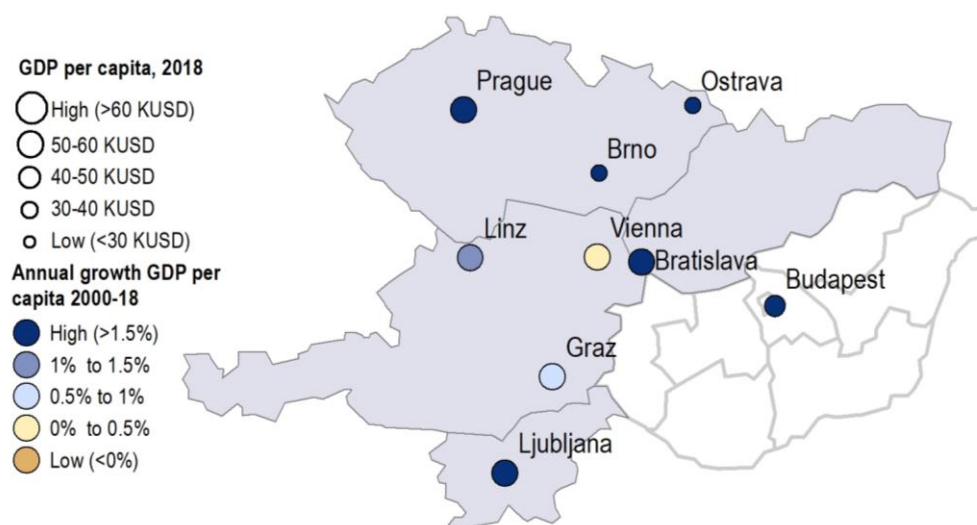 GDP per capita, 2018
High (>60 KUSD)
50-60 KUSD
40-50 KUSD
30-40 KUSD
Low (<30 KUSD)
Annual growth GDP per
capita 2000-18
High (>1.5%)
1% to 1.5%
0.5% to 1%
0% to 0.5%
Low (<0%)
Prague
Ostrava
Brno
Linz
Vienna
Bratislava
Budapest
Graz
Ljubljana